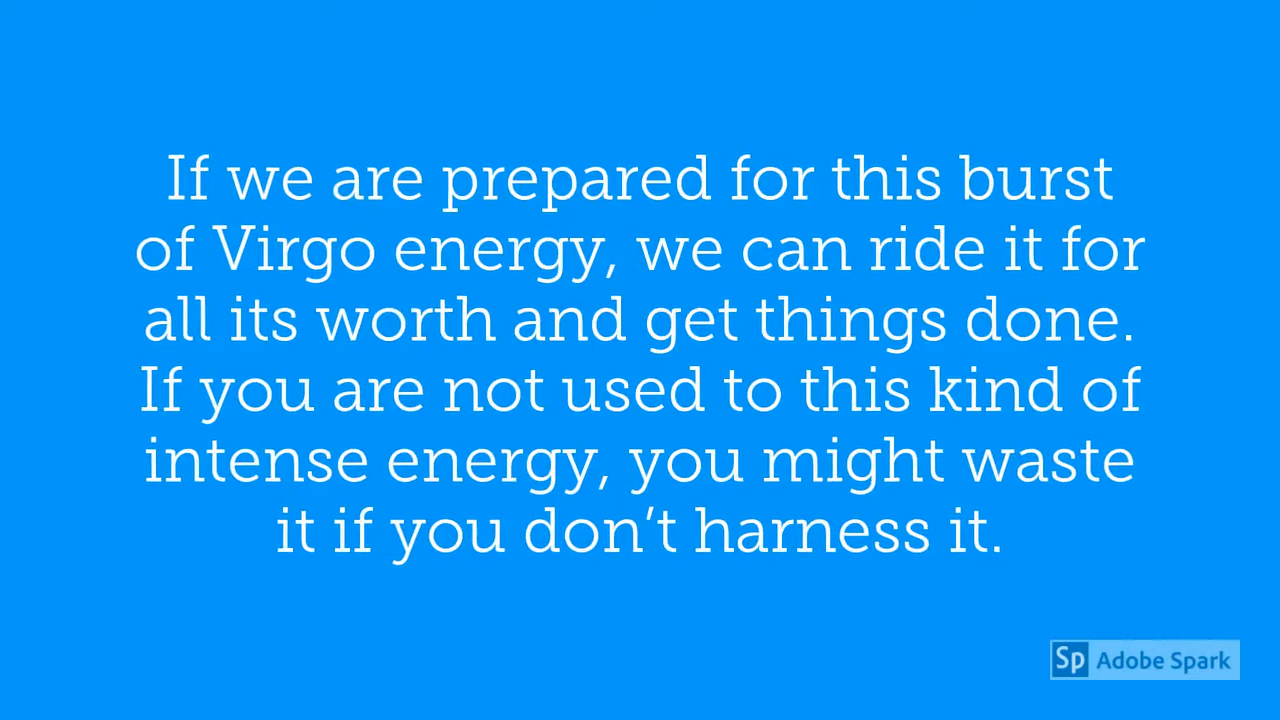 If we are prepared for this burst
of Virgo energy, we can ride it for
all its worth and get things done.
If you are not used to this kind of
intense energy, you might waste
it if you don’t harness it.
Sp Adobe Spark